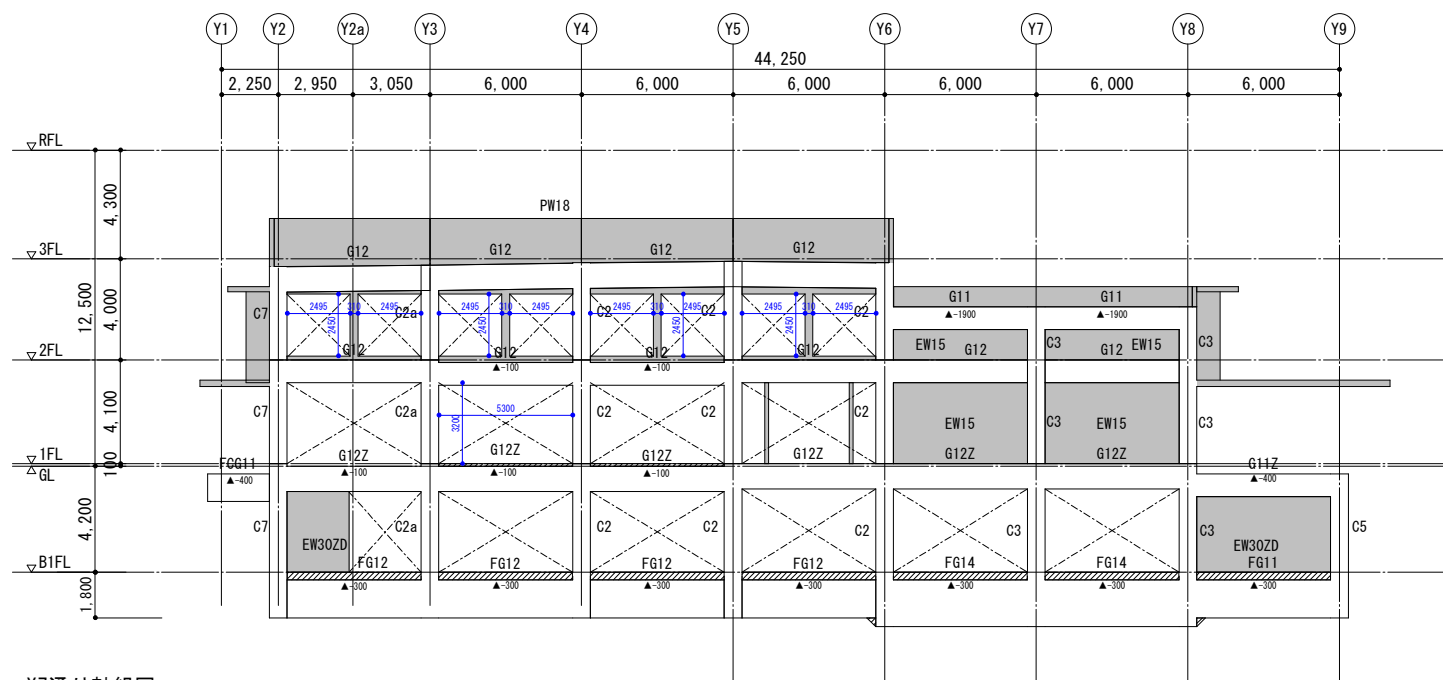 Y1 Y2 Y2a Y3 Y4 Y5 Y6 Y7 Y8 Y9
44,250
2,250 2,950 3,050 6,000 6,000 6,000 6,000 6,000 6,000
RFL
4,300
PW18
3FL
G12 G12 G12 G12
12,500
4,000
C7
2495 310 2495
2450
C2a
G12
2495 310 2495
2450
G12
▲-100
C2
2495 310 2495
2450
C2
G12
▲-100
2495 310 2495
2450
C2
G12
G11 G11
▲-1900 ▲-1900
EW15 G12 C3 G12 EW15 C3
2FL
4,100
C7 C2a
G12Z
▲-100
5300
3200
G12Z
▲-100
C2 C2
G12Z
▲-100
C2
G12Z
EW15
G12Z
C3 EW15
G12Z
C3
1FL
100
GL
FCG11
▲-400
G11Z
▲-400
4,200
C7 EW30ZD C2a
FG12
▲-300
FG12
▲-300
C2 C2
FG12
▲-300
C2
FG12
▲-300
C3
FG14
▲-300
FG14
▲-300
C3 EW30ZD
FG11
▲-300
C5
B1FL
1,800